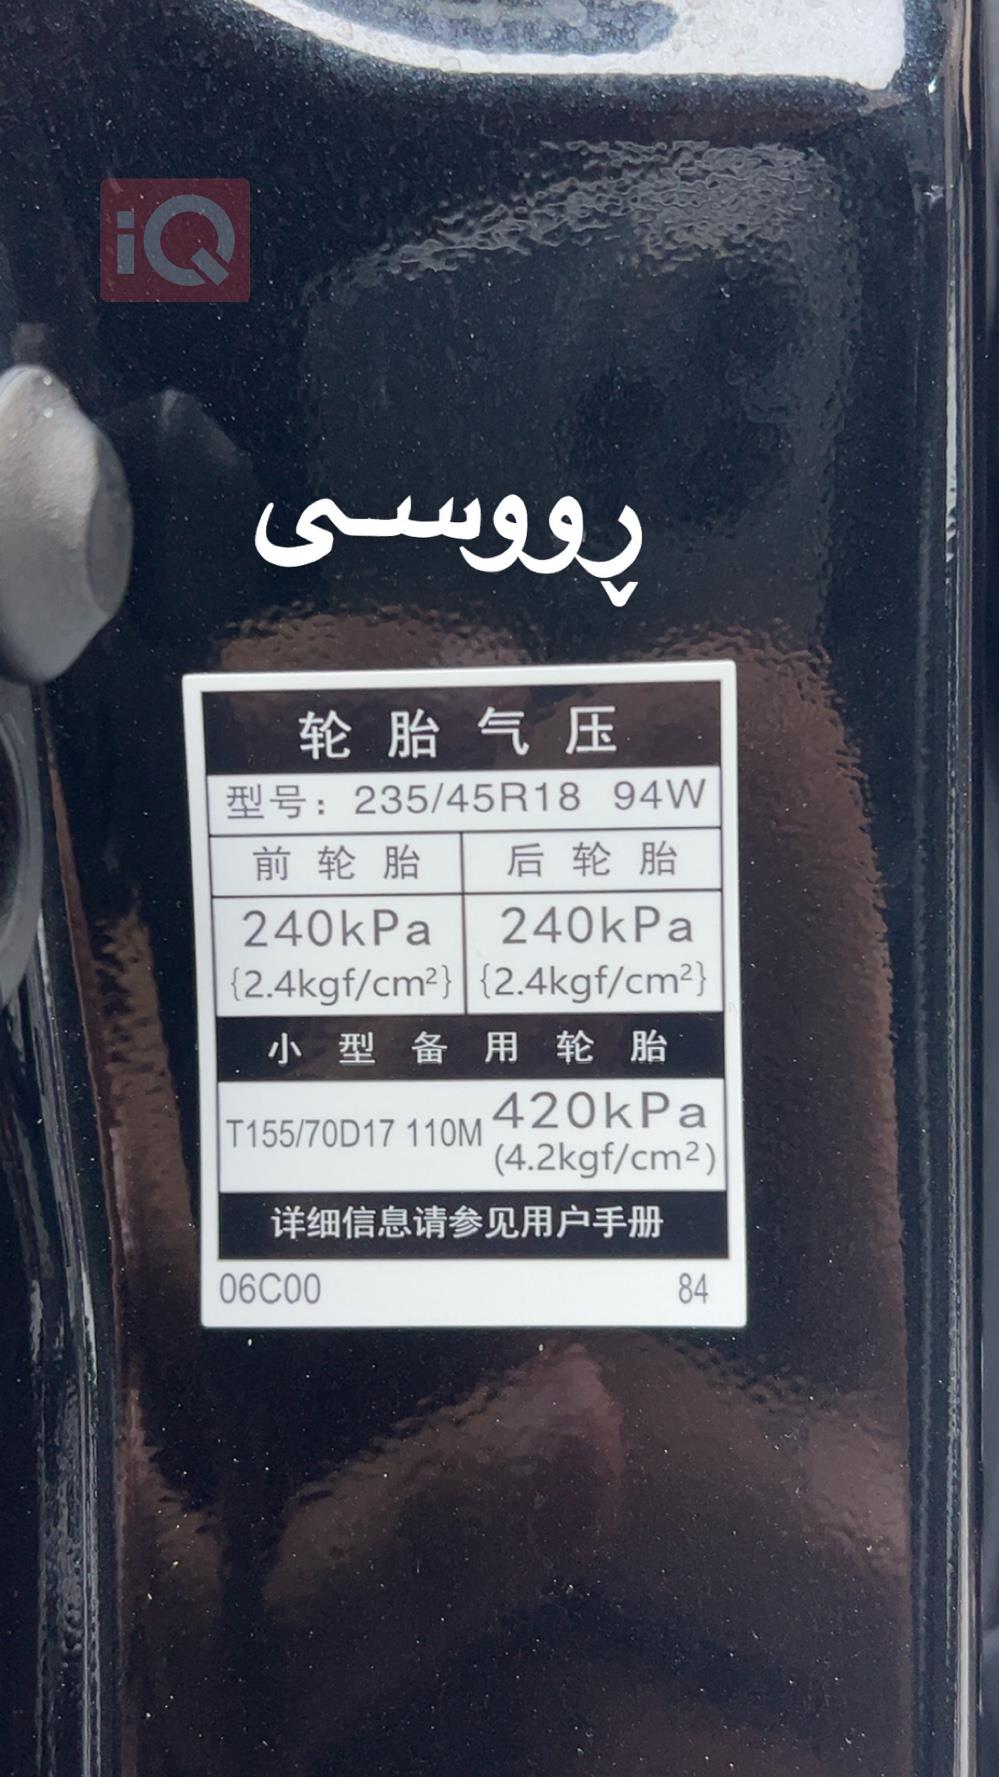 iQ
ڕووسی
轮胎气压
型号：235/45R18 94W
前轮胎 后轮胎
240kPa 240kPa
{2.4kgf/cm²} {2.4kgf/cm²}
小型备用轮胎
T155/70D17 110M 420kPa
(4.2kgf/cm²)
详细信息请参见用户手册
06C00 84